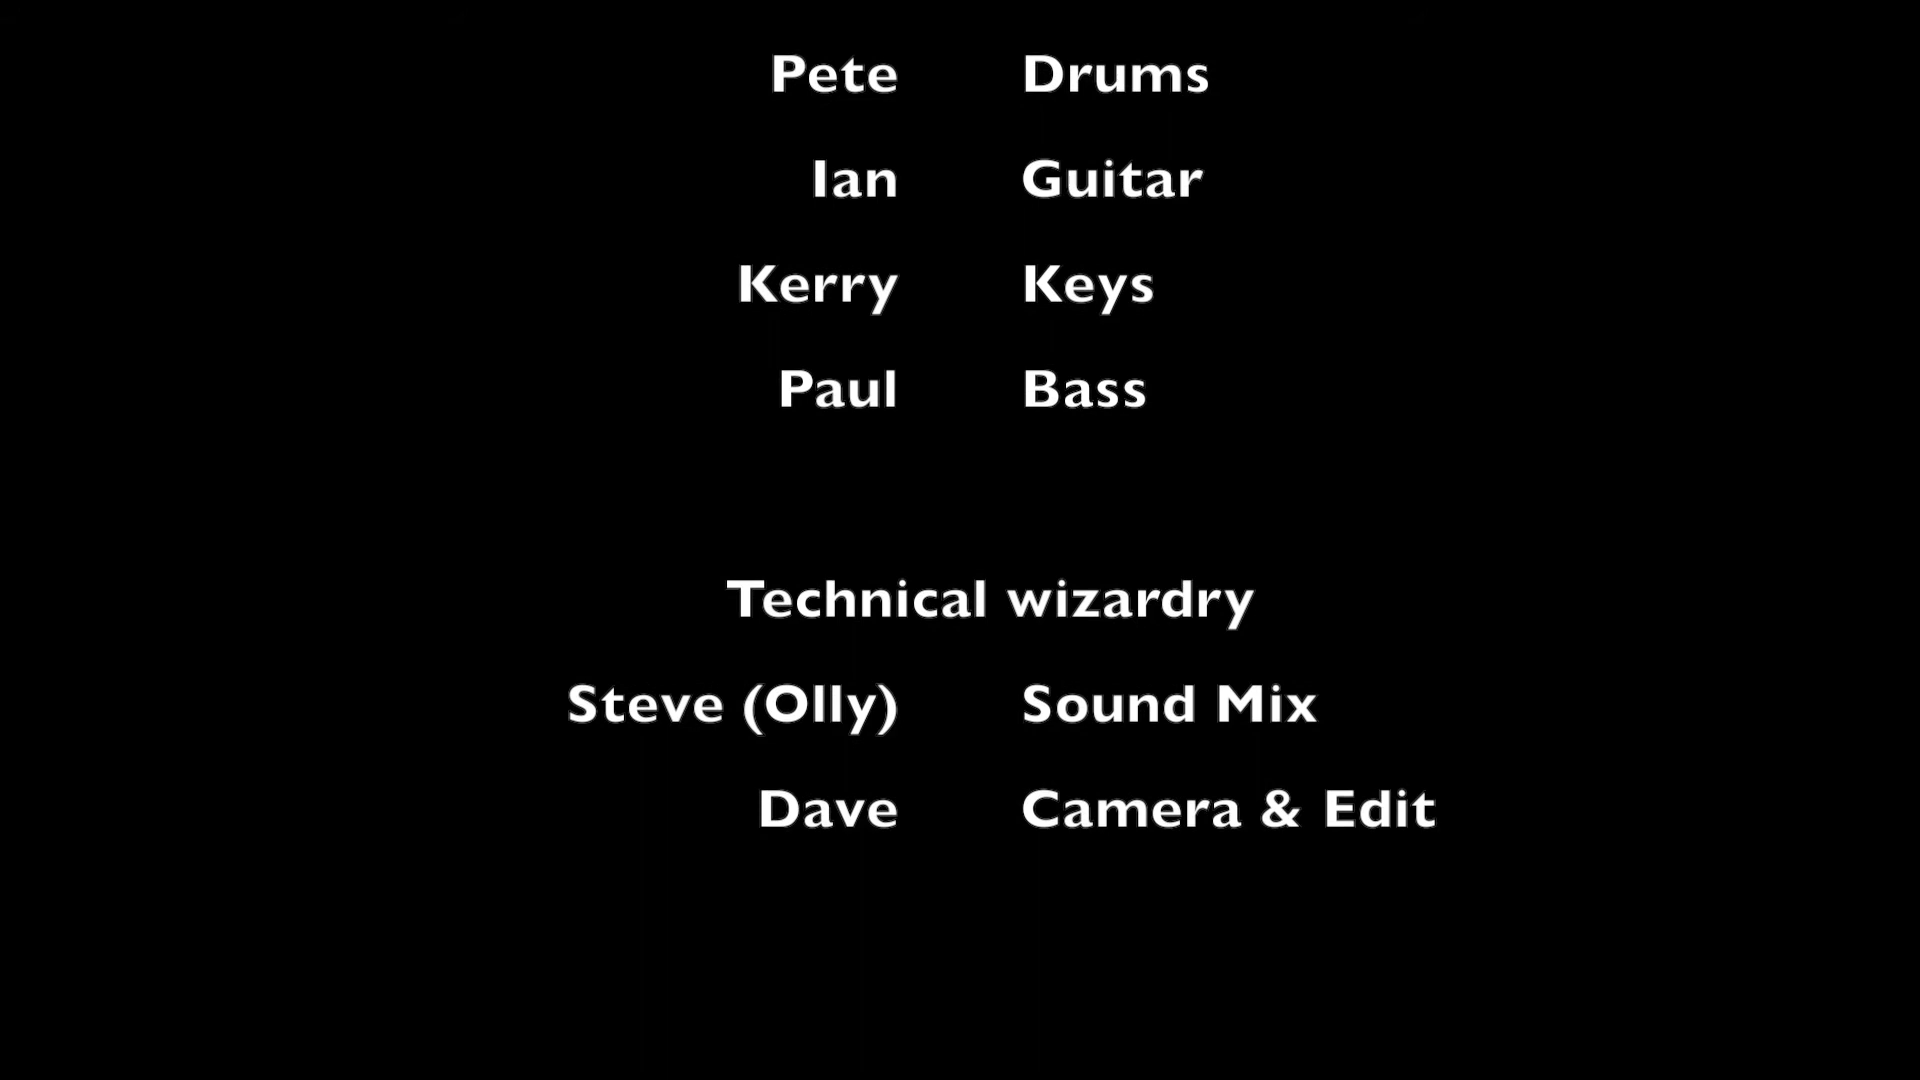 Pete Drums
Ian Guitar
Kerry Keys
Paul Bass
Technical wizardry
Steve (Olly) Sound Mix
Dave Camera & Edit